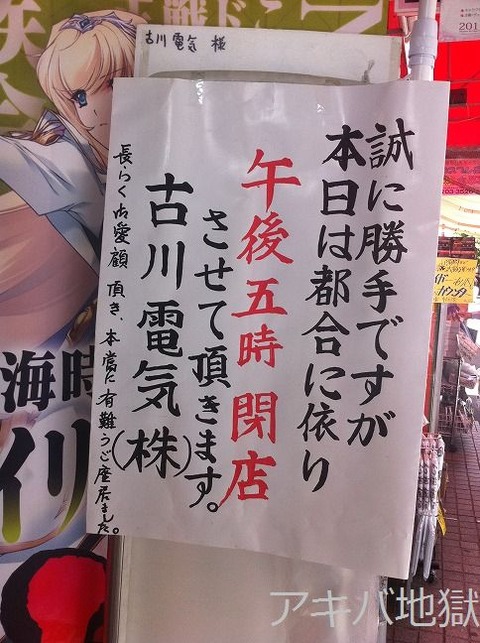 古川電気 様
誠に勝手ですが
本日は都合に依り
午後五時 閉店
させて頂きます。
古川電気(株)
長らく御愛顧 頂き、本当に有難うご座居ました。
海時
イリ
201
アキバ地獄